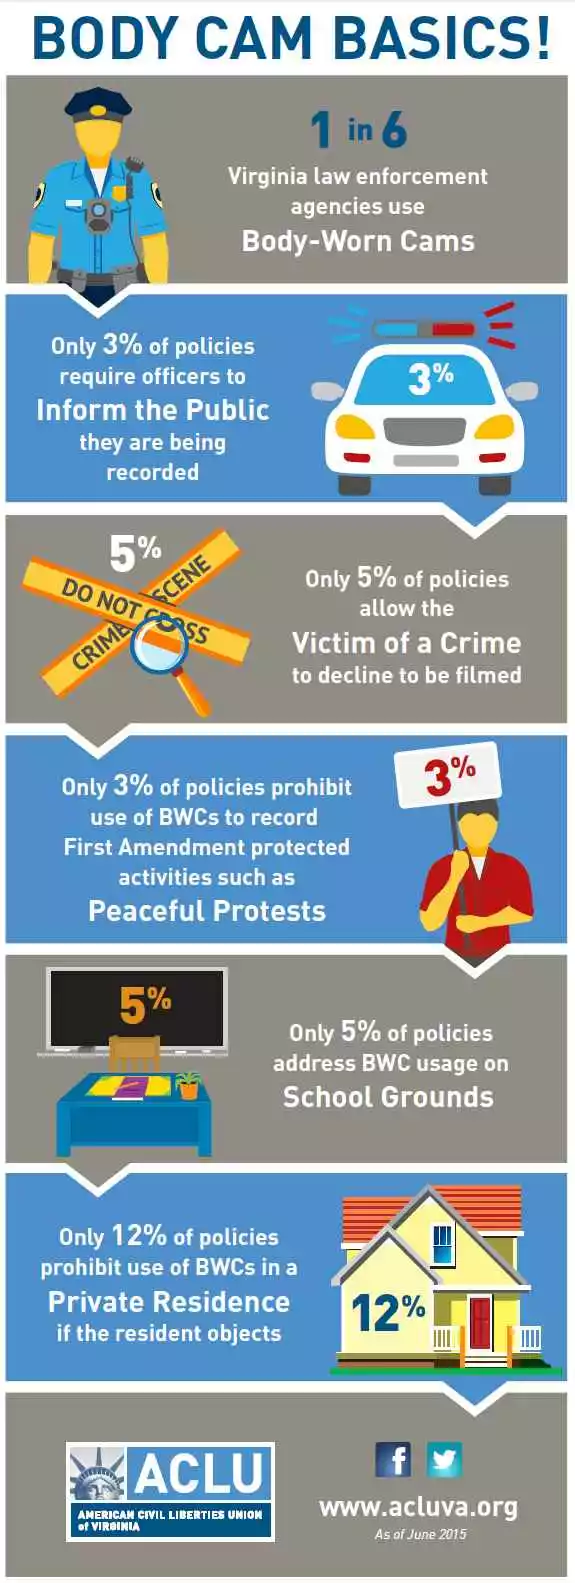 BODY CAM BASICS!
1 in 6
Virginia law enforcement
agencies use
Body-Worn Cams
Only 3% of policies
require officers to
Inform the Public
they are being
recorded
3%
5%
CRIME SCENE
DO NOT CROSS
Only 5% of policies
allow the
Victim of a Crime
to decline to be filmed
Only 3% of policies prohibit
use of BWCs to record
First Amendment protected
activities such as
Peaceful Protests
3%
5%
Only 5% of policies
address BWC usage on
School Grounds
Only 12% of policies
prohibit use of BWCs in a
Private Residence
if the resident objects
12%
ACLU
AMERICAN CIVIL LIBERTIES UNION
of VIRGINIA
f
www.acluva.org
As of June 2015